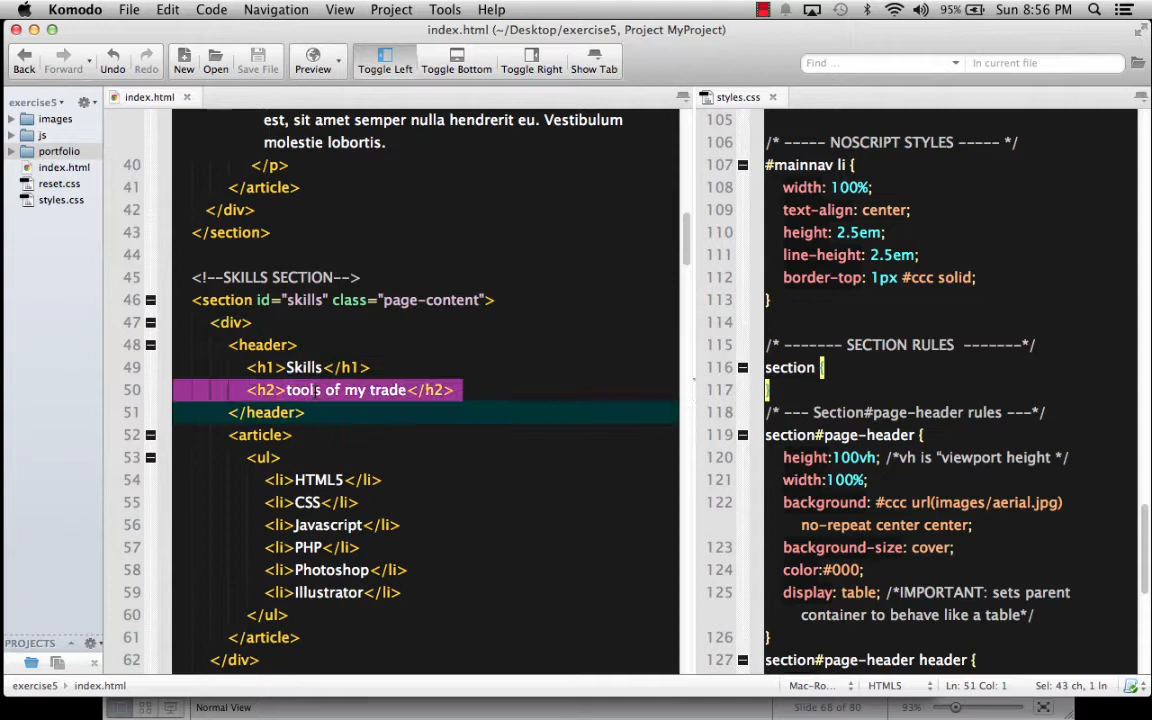 Komodo File Edit Code Navigation View Project Tools Help 95% Sun 8:56 PM
index.html (~/Desktop/exercise5, Project MyProject)
Back Forward Undo Redo New Open Save File Preview Toggle Left Toggle Bottom Toggle Right Show Tab Find ... In current file
exercise5
images
js
portfolio
index.html
reset.css
styles.css
PROJECTS
index.html
est, sit amet semper nulla hendrerit eu. Vestibulum
molestie lobortis.
40 </p>
41 </article>
42 </div>
43 </section>
44
45 <!--SKILLS SECTION-->
46 <section id="skills" class="page-content">
47 <div>
48 <header>
49 <h1>Skills</h1>
50 <h2>tools of my trade</h2>
51 </header>
52 <article>
53 <ul>
54 <li>HTML5</li>
55 <li>CSS</li>
56 <li>Javascript</li>
57 <li>PHP</li>
58 <li>Photoshop</li>
59 <li>Illustrator</li>
60 </ul>
61 </article>
62 </div>
styles.css
105
106 /* ----- NOSCRIPT STYLES ----- */
107 #mainnav li {
108 width: 100%;
109 text-align: center;
110 height: 2.5em;
111 line-height: 2.5em;
112 border-top: 1px #ccc solid;
113 }
114
115 /* ------- SECTION RULES -------*/
116 section {
117 }
118 /* --- Section#page-header rules ---*/
119 section#page-header {
120 height:100vh; /*vh is "viewport height */
121 width:100%;
122 background: #ccc url(images/aerial.jpg)
no-repeat center center;
123 background-size: cover;
124 color:#000;
125 display: table; /*IMPORTANT: sets parent
container to behave like a table*/
126 }
127 section#page-header header {
exercise5 index.html Mac-Ro... HTML5 Ln: 51 Col: 1 Sel: 43 ch, 1 ln
Normal View Slide 68 of 80 93%